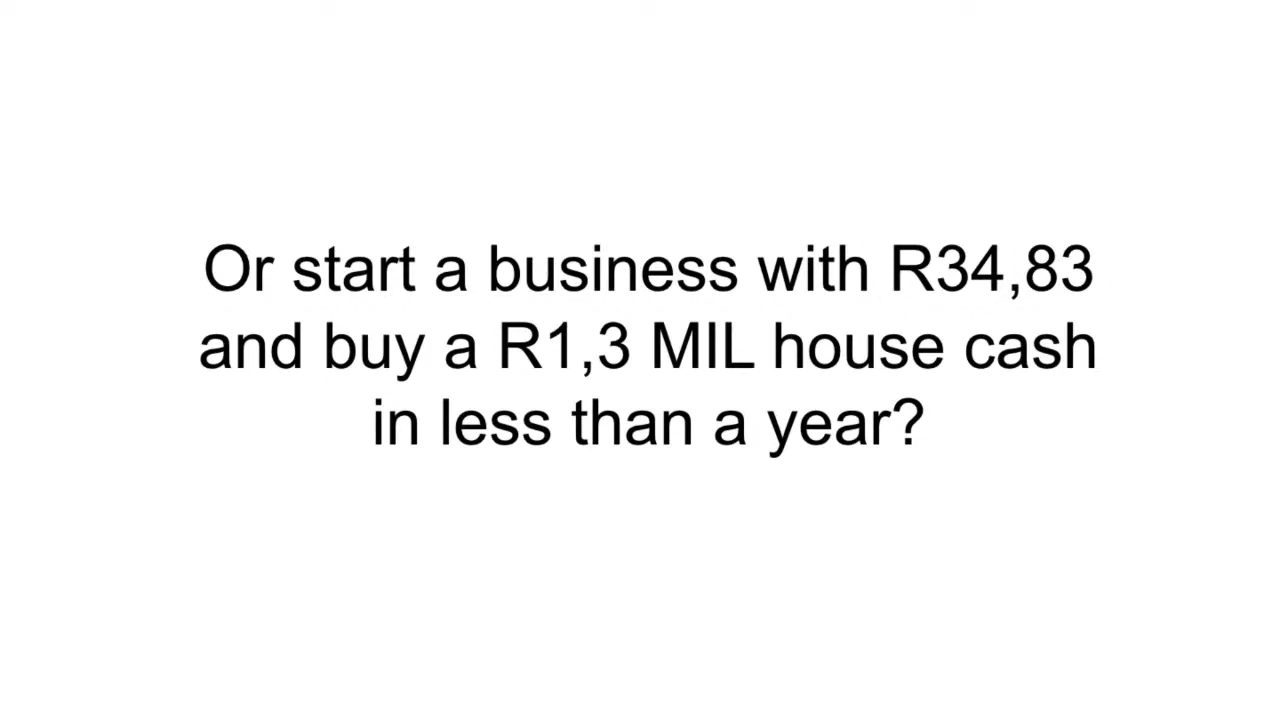 Or start a business with R34,83
and buy a R1,3 MIL house cash
in less than a year?